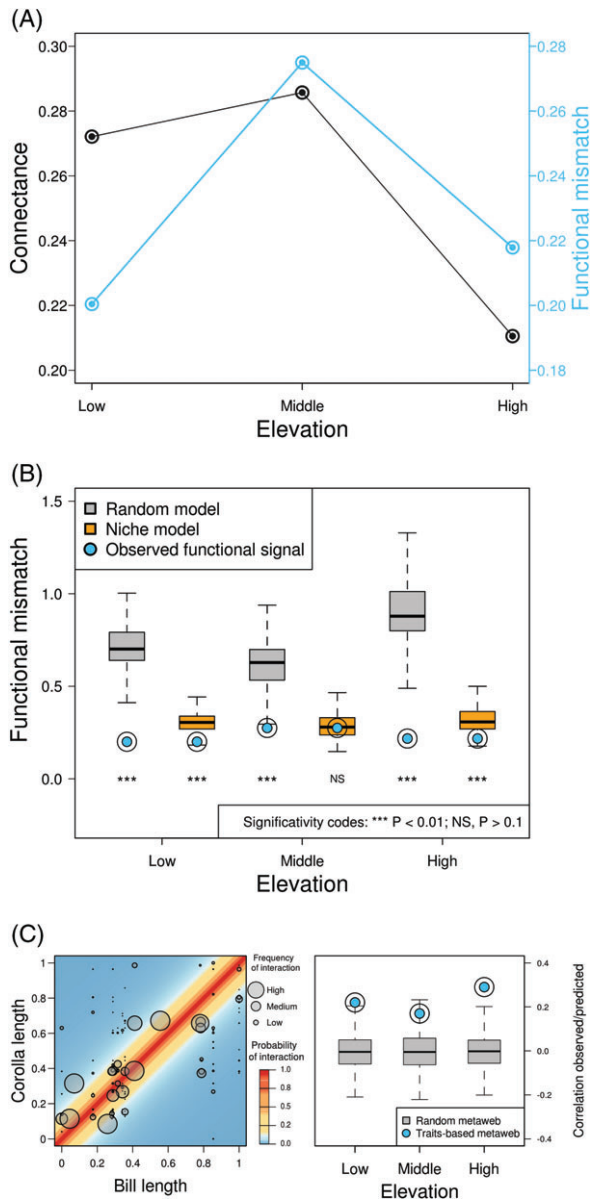 (A)
0.30
0.28
0.26
0.24
0.22
0.20
Connectance
0.28
0.26
0.24
0.22
0.20
0.18
Functional mismatch
Low Middle High
Elevation
(B)
1.5
1.0
0.5
0.0
Functional mismatch
Random model
Niche model
Observed functional signal
*** *** *** NS *** ***
Significativity codes: *** P < 0.01; NS, P > 0.1
Low Middle High
Elevation
(C)
1
0.8
0.6
0.4
0.2
0
Corolla length
0 0.2 0.4 0.6 0.8 1
Bill length
Frequency
of interaction
High
Medium
Low
Probability
of interaction
1.0
0.8
0.6
0.4
0.2
0.0
0.4
0.2
0.0
-0.2
-0.4
Correlation observed/predicted
Random metaweb
Traits-based metaweb
Low Middle High
Elevation